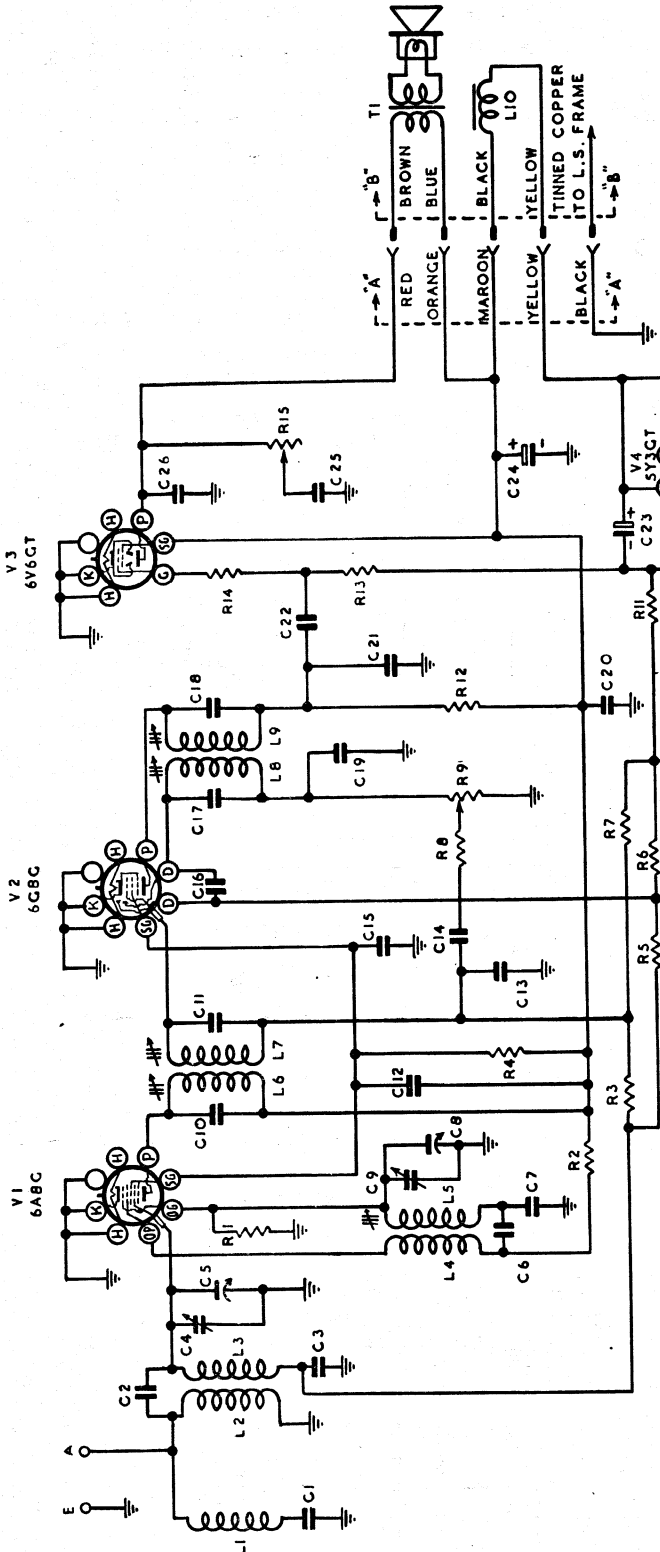 E
A
L1
C1
C2
L2
L3
C3
C4
C5
V1
6A8G
H
K
H
P
SG
OG
OP
R1
L4
L5
C9
C8
C6
C7
R2
C10
L6
L7
C11
C12
R4
R3
V2
6G8G
H
K
H
P
D
D
SG
C16
C15
C14
C13
R8
R9
R7
R5
R6
C17
L8
L9
C18
C19
R12
C20
C21
C22
V3
6V6GT
H
K
H
P
SG
G
R14
R13
R11
C26
R15
C25
C24
+
-
V4
5Y3GT
C23
- +
"A"
RED
ORANGE
MAROON
YELLOW
BLACK
"A"
"B"
BROWN
BLUE
BLACK
YELLOW
TINNED COPPER
TO L.S. FRAME
"B"
T1
L10